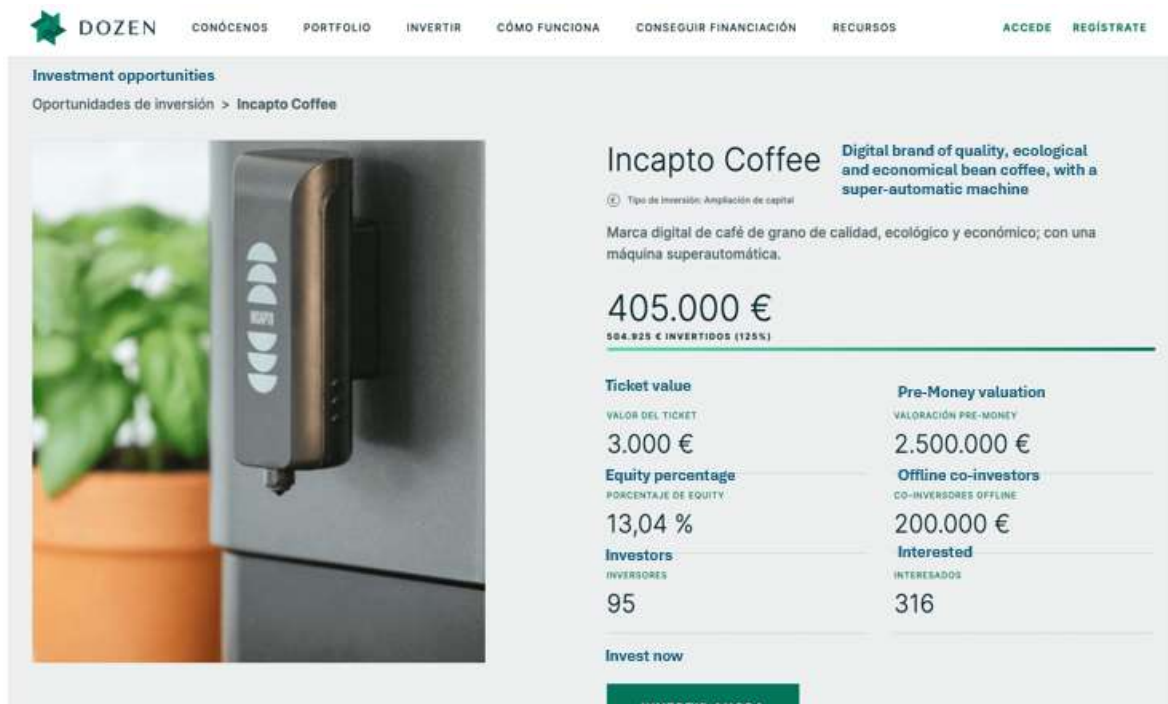 DOZEN CONÓCENOS PORTFOLIO INVERTIR CÓMO FUNCIONA CONSEGUIR FINANCIACIÓN RECURSOS ACCEDE REGÍSTRATE
Investment opportunities
Oportunidades de inversión > Incapto Coffee
Incapto Coffee
Digital brand of quality, ecological
and economical bean coffee, with a
super-automatic machine
Tipo de inversión: Ampliación de capital
Marca digital de café de grano de calidad, ecológico y económico; con una
máquina superautomática.
405.000 €
504.925 € INVERTIDOS (125%)
Ticket value
VALOR DEL TICKET
3.000 €
Pre-Money valuation
VALORACIÓN PRE-MONEY
2.500.000 €
Equity percentage
PORCENTAJE DE EQUITY
13,04 %
Offline co-investors
CO-INVERSORES OFFLINE
200.000 €
Investors
INVERSORES
95
Interested
INTERESADOS
316
Invest now
INCAPTO